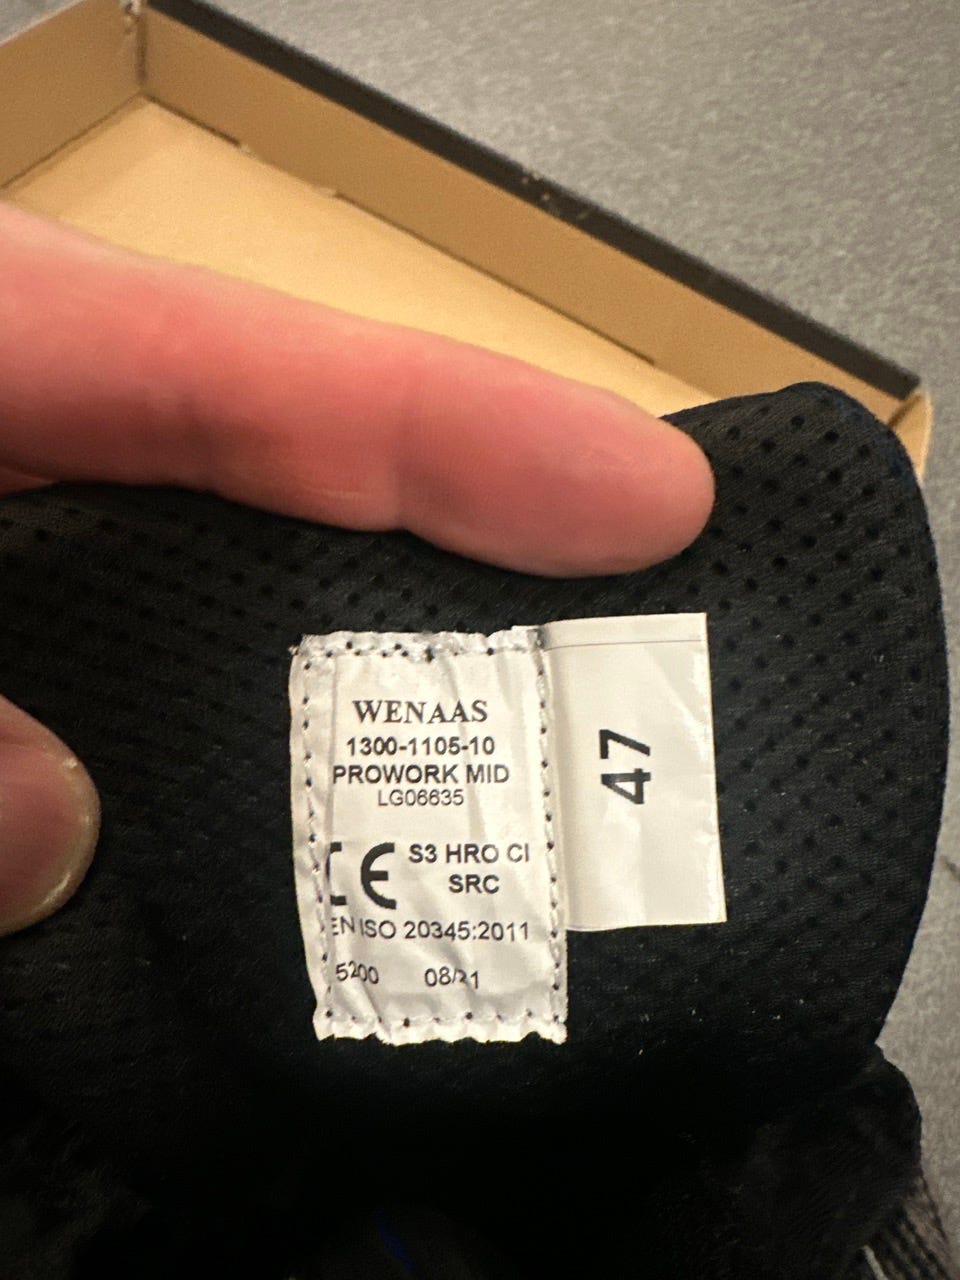 WENAAS
1300-1105-10
PROWORK MID
LG06635
CE S3 HRO CI
SRC
EN ISO 20345:2011
5200 08/21
47